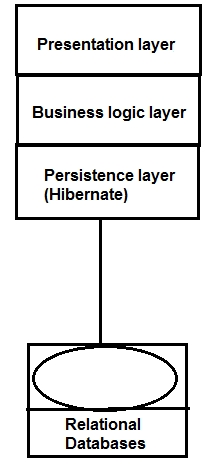 Presentation layer
Business logic layer
Persistence layer
(Hibernate)
Relational
Databases